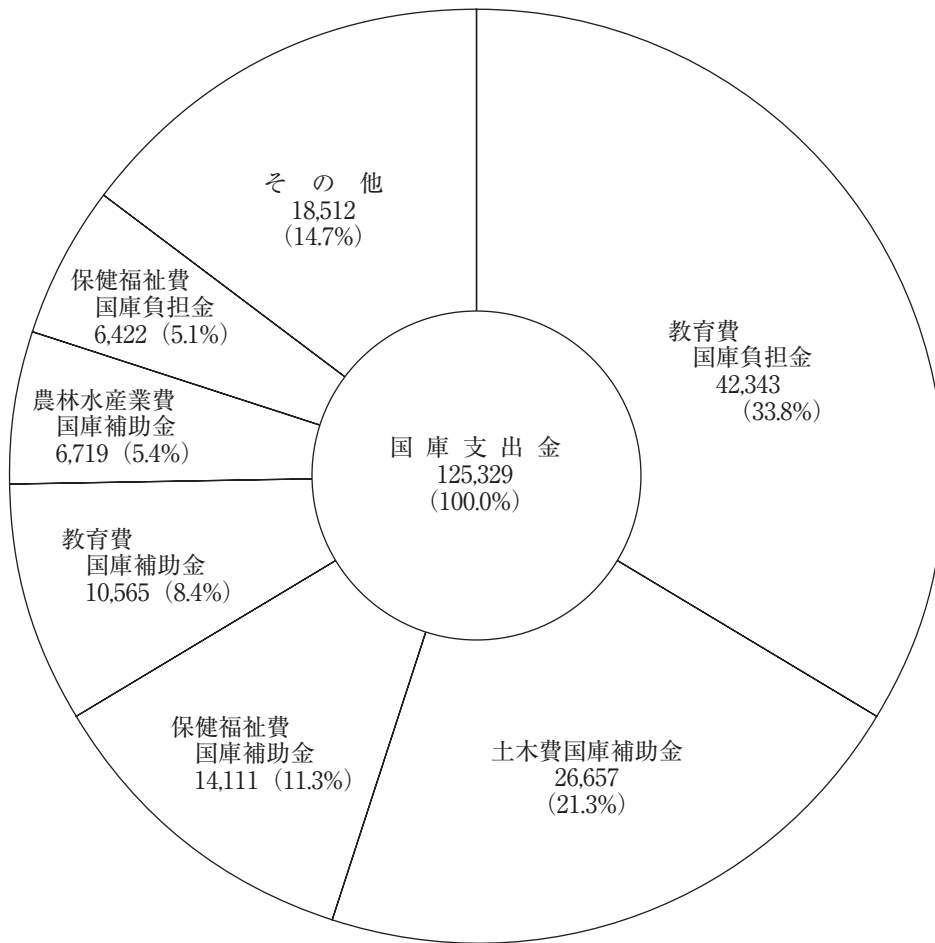 そ の 他
18,512
(14.7%)
保健福祉費
国庫負担金
6,422 (5.1%)
農林水産業費
国庫補助金
6,719 (5.4%)
教育費
国庫補助金
10,565 (8.4%)
保健福祉費
国庫補助金
14,111 (11.3%)
土木費国庫補助金
26,657
(21.3%)
教育費
国庫負担金
42,343
(33.8%)
国 庫 支 出 金
125,329
(100.0%)